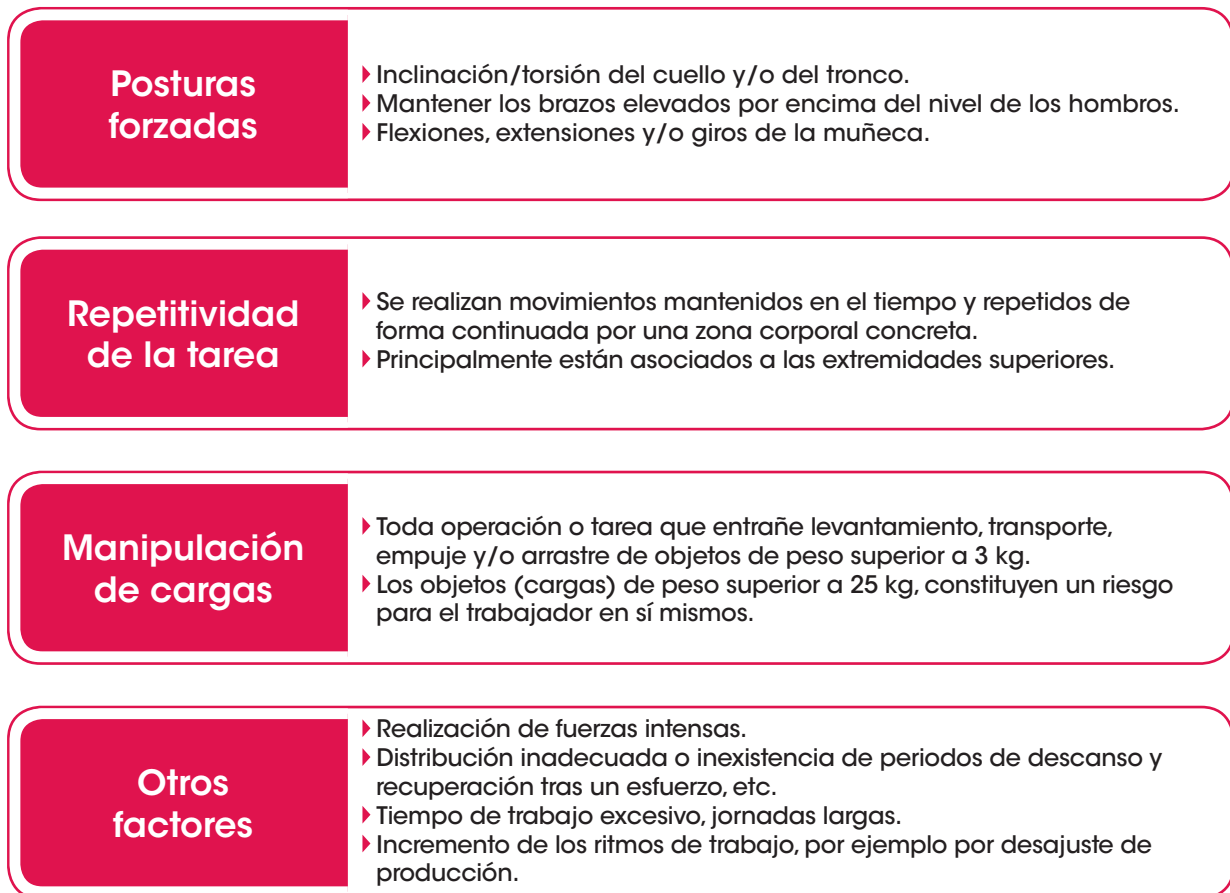 Posturas
forzadas
Inclinación/torsión del cuello y/o del tronco.
Mantener los brazos elevados por encima del nivel de los hombros.
Flexiones, extensiones y/o giros de la muñeca.
Repetitividad
de la tarea
Se realizan movimientos mantenidos en el tiempo y repetidos de
forma continuada por una zona corporal concreta.
Principalmente están asociados a las extremidades superiores.
Manipulación
de cargas
Toda operación o tarea que entrañe levantamiento, transporte,
empuje y/o arrastre de objetos de peso superior a 3 kg.
Los objetos (cargas) de peso superior a 25 kg, constituyen un riesgo
para el trabajador en sí mismos.
Otros
factores
Realización de fuerzas intensas.
Distribución inadecuada o inexistencia de periodos de descanso y
recuperación tras un esfuerzo, etc.
Tiempo de trabajo excesivo, jornadas largas.
Incremento de los ritmos de trabajo, por ejemplo por desajuste de
producción.